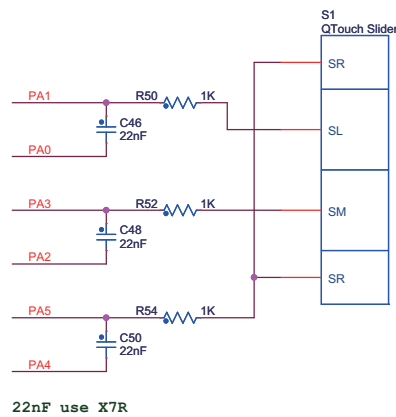 S1
QTouch Slider
SR
PA1
R50
1K
C46
22nF
SL
PA0
PA3
R52
1K
SM
C48
22nF
PA2
SR
PA5
R54
1K
C50
22nF
PA4
22nF use X7R